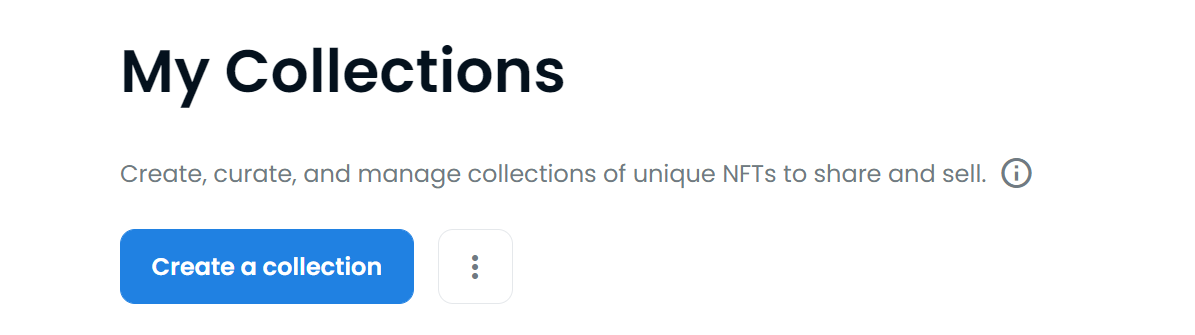 My Collections
Create, curate, and manage collections of unique NFTs to share and sell.
Create a collection